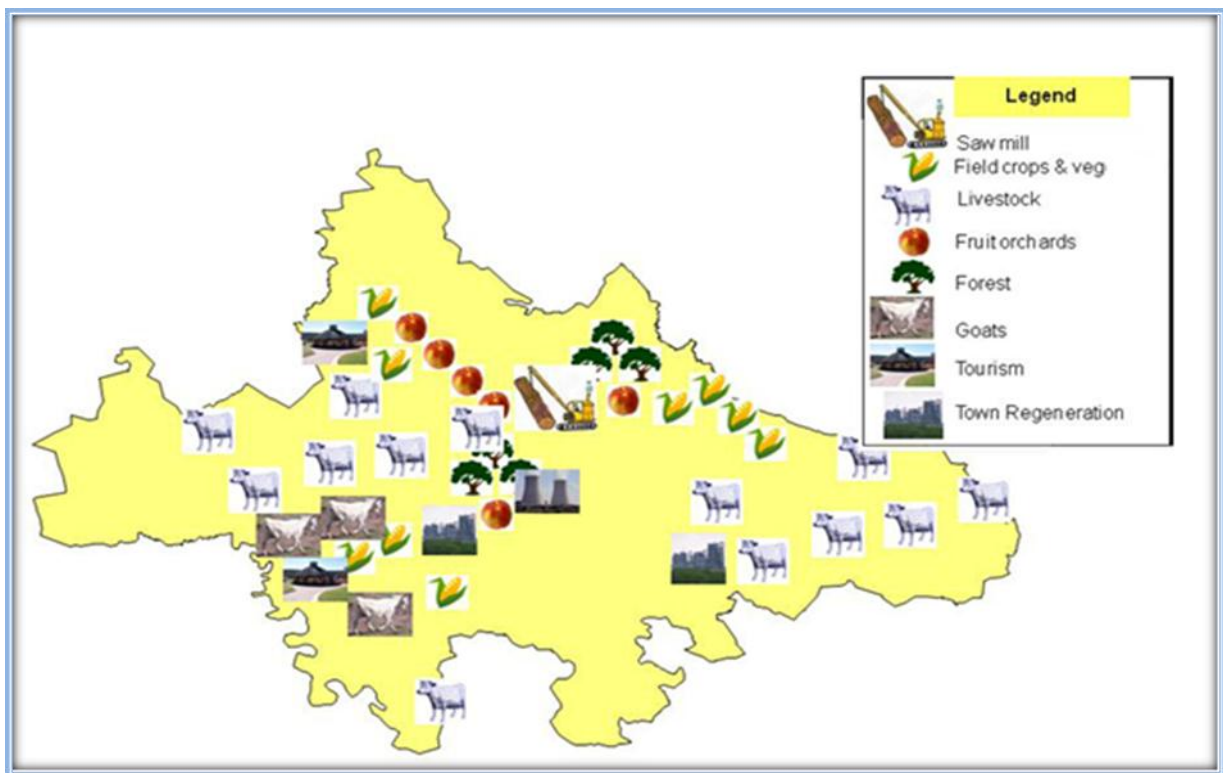 Legend
Saw mill
Field crops & veg
Livestock
Fruit orchards
Forest
Goats
Tourism
Town Regeneration